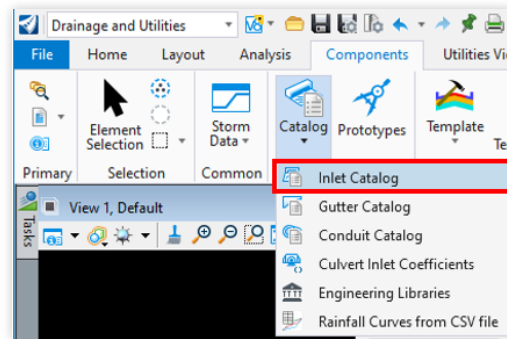 Drainage and Utilities
File Home Layout Analysis Components Utilities Vi
Element
Selection
Storm
Data
Catalog
Prototypes
Template
Te
Primary Selection Common
Inlet Catalog
View 1, Default
Gutter Catalog
Tasks
Conduit Catalog
Culvert Inlet Coefficients
Engineering Libraries
Rainfall Curves from CSV file